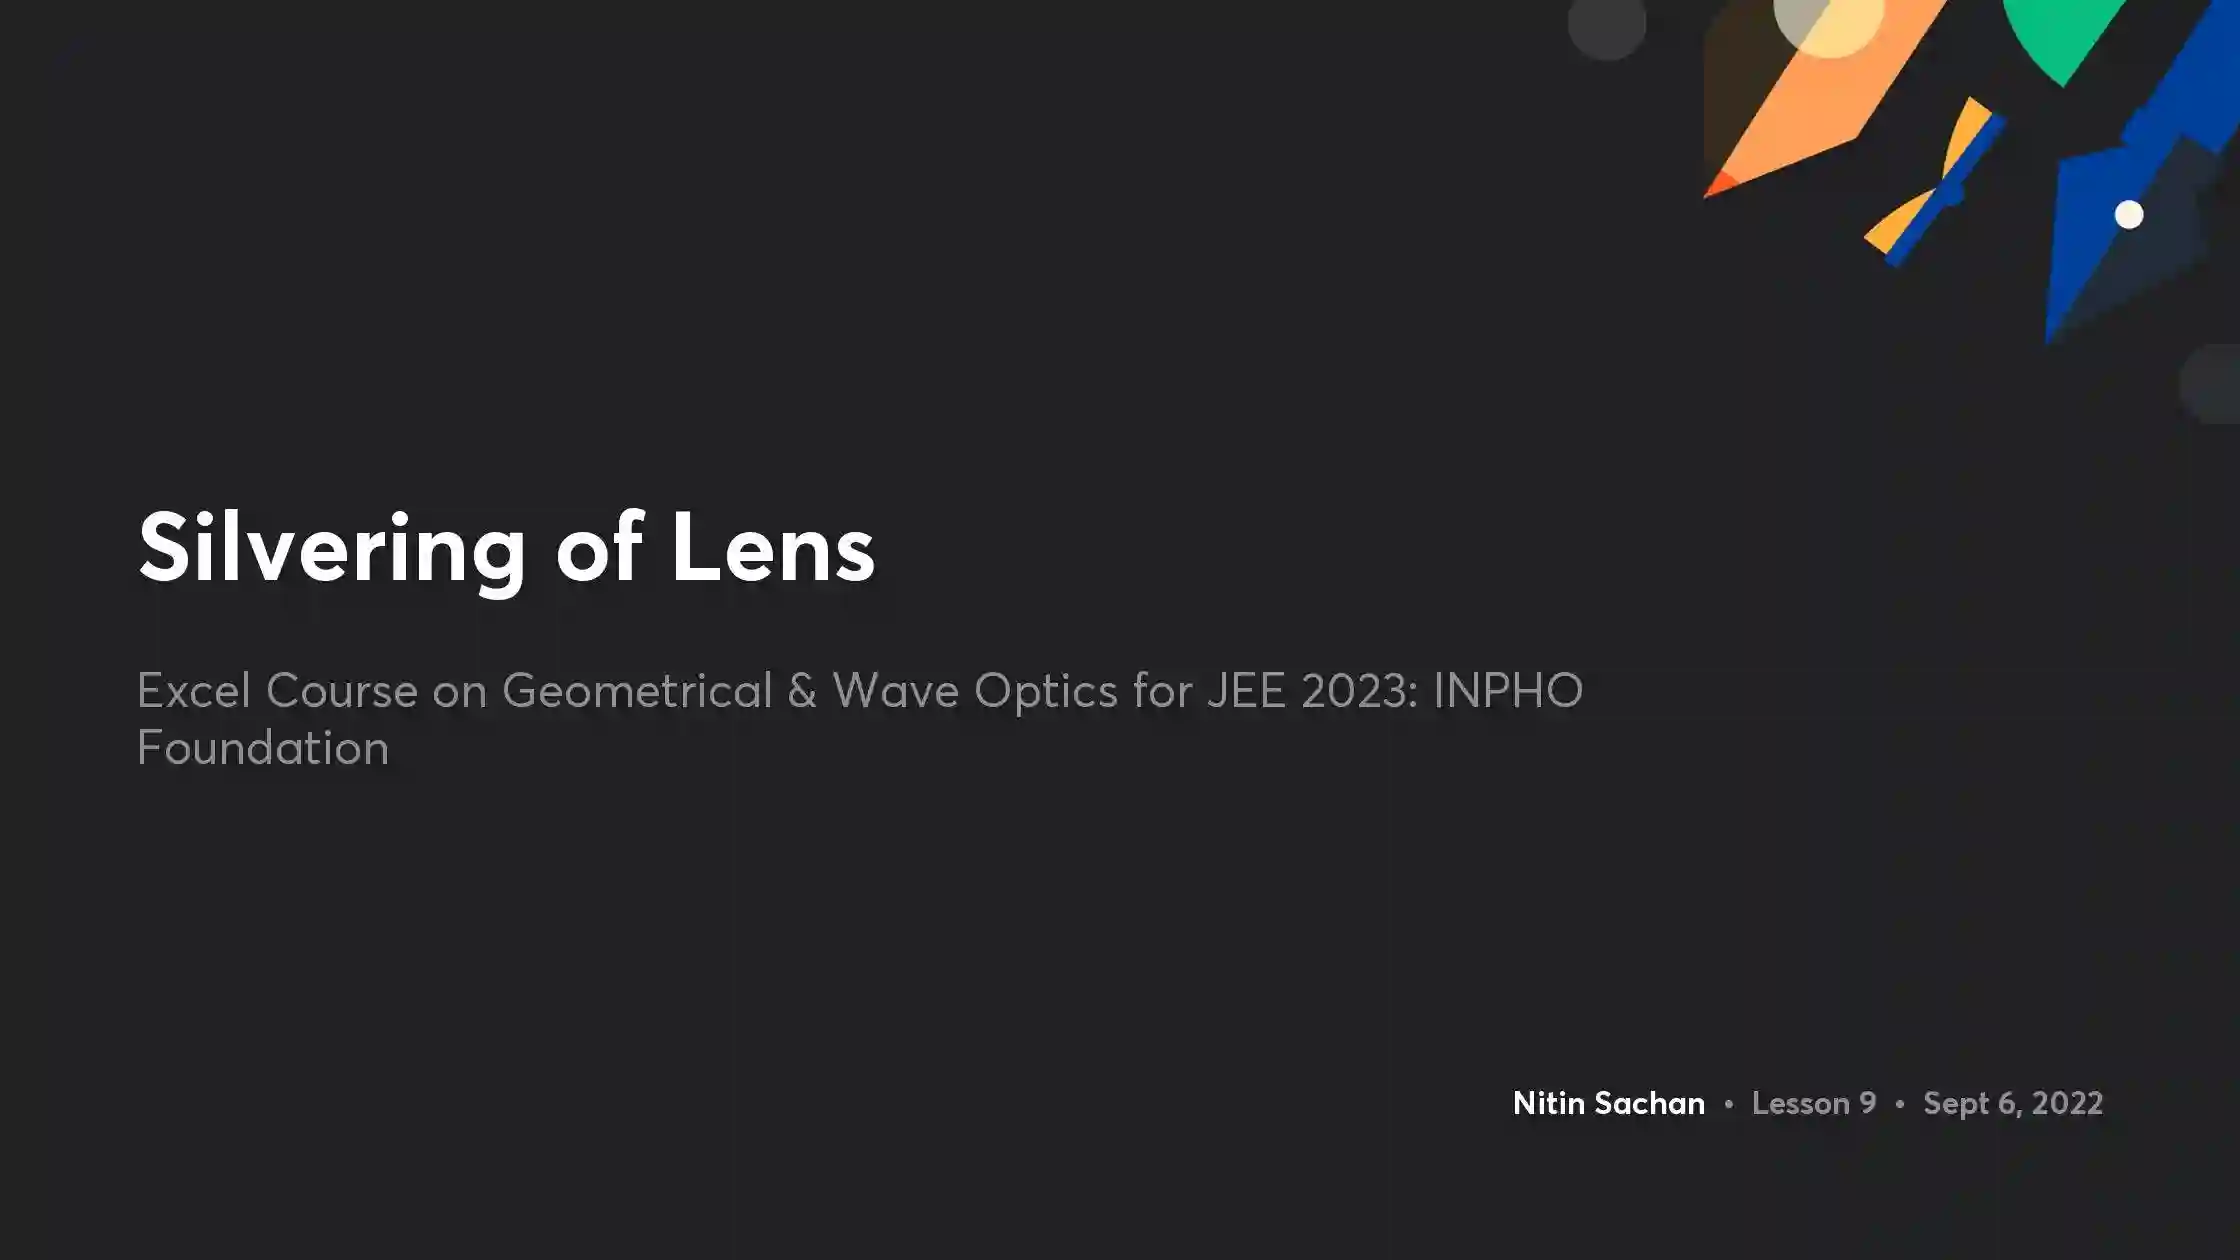 Silvering of Lens
Excel Course on Geometrical & Wave Optics for JEE 2023: INPHO
Foundation
Nitin Sachan • Lesson 9 • Sept 6, 2022